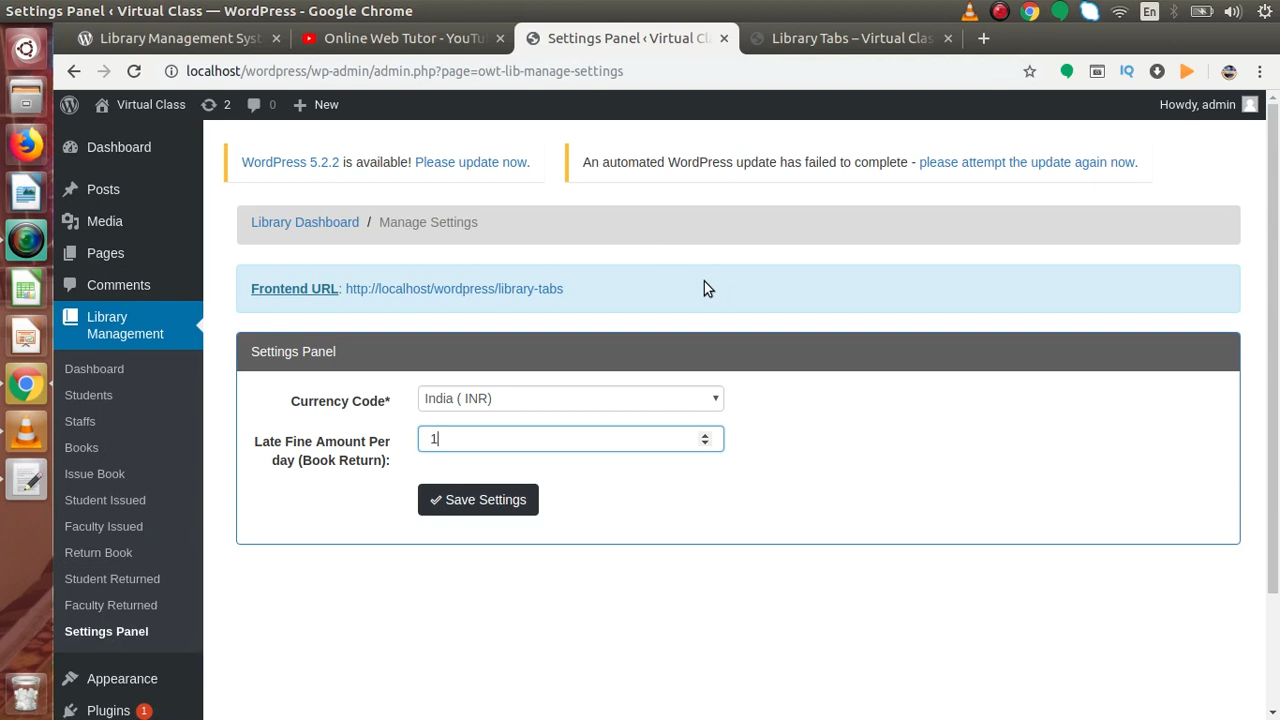 Settings Panel ‹ Virtual Class — WordPress - Google Chrome
En
Library Management Syst
Online Web Tutor - YouTu
Settings Panel ‹ Virtual Cla
Library Tabs – Virtual Clas
localhost/wordpress/wp-admin/admin.php?page=owt-lib-manage-settings
IQ
Virtual Class
2
0
New
Howdy, admin
Dashboard
Posts
Media
Pages
Comments
Library
Management
Dashboard
Students
Staffs
Books
Issue Book
Student Issued
Faculty Issued
Return Book
Student Returned
Faculty Returned
Settings Panel
Appearance
Plugins 1
WordPress 5.2.2 is available! Please update now.
An automated WordPress update has failed to complete - please attempt the update again now.
Library Dashboard / Manage Settings
Frontend URL: http://localhost/wordpress/library-tabs
Settings Panel
Currency Code*
India ( INR)
Late Fine Amount Per
day (Book Return):
1
Save Settings